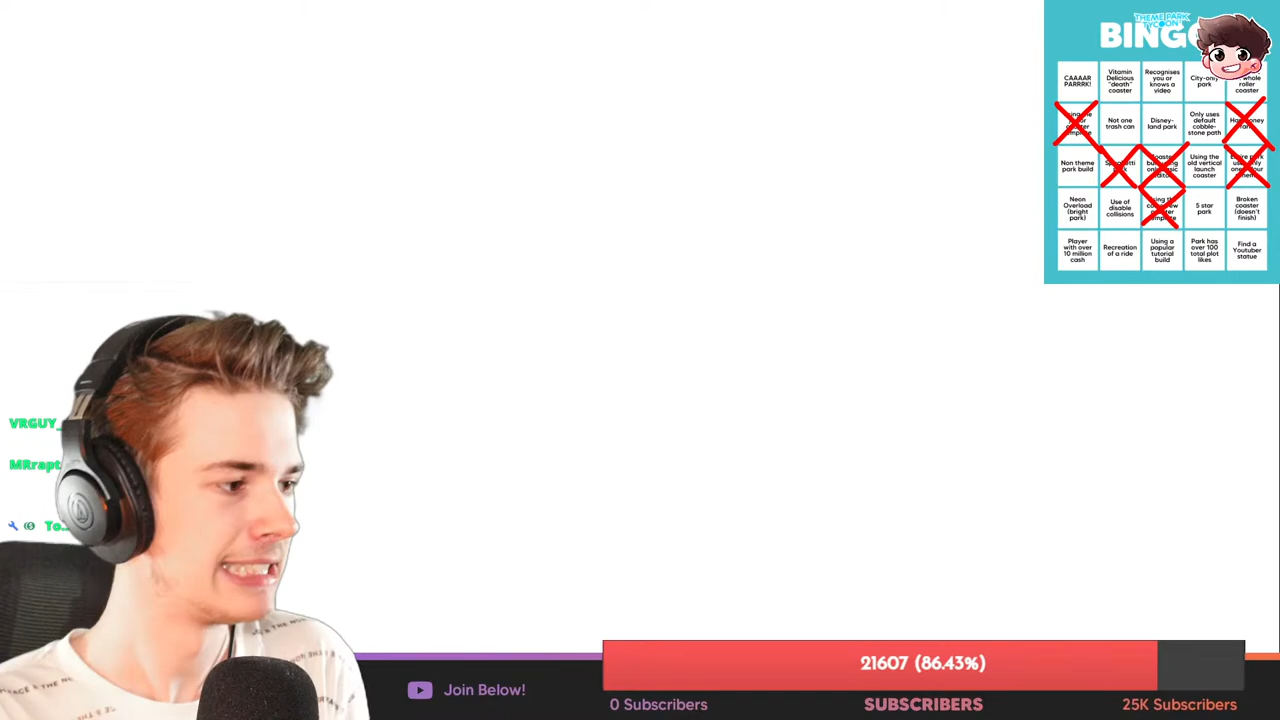 THEME PARK
TYCOON
BINGO
CAAAAR
PARRRK!
Vitamin
Delicious
"death"
coaster
Recognises
you or
knows a
video
park
whole
roller
coaster
Not one
trash can
Disney-
land park
Only uses
default
cobble-
stone path
Non theme
park build
Using the
old vertical
launch
coaster
Neon
Overload
(bright
park)
Use of
disable
collisions
5 star
park
Broken
coaster
(doesn't
finish)
Player
with over
10 million
cash
Recreation
of a ride
Using a
popular
tutorial
build
Park has
over 100
total plot
likes
Find a
Youtuber
statue
VRGUY_
MRrapt
To..
Join Below!
21607 (86.43%)
0 Subscribers
SUBSCRIBERS
25K Subscribers